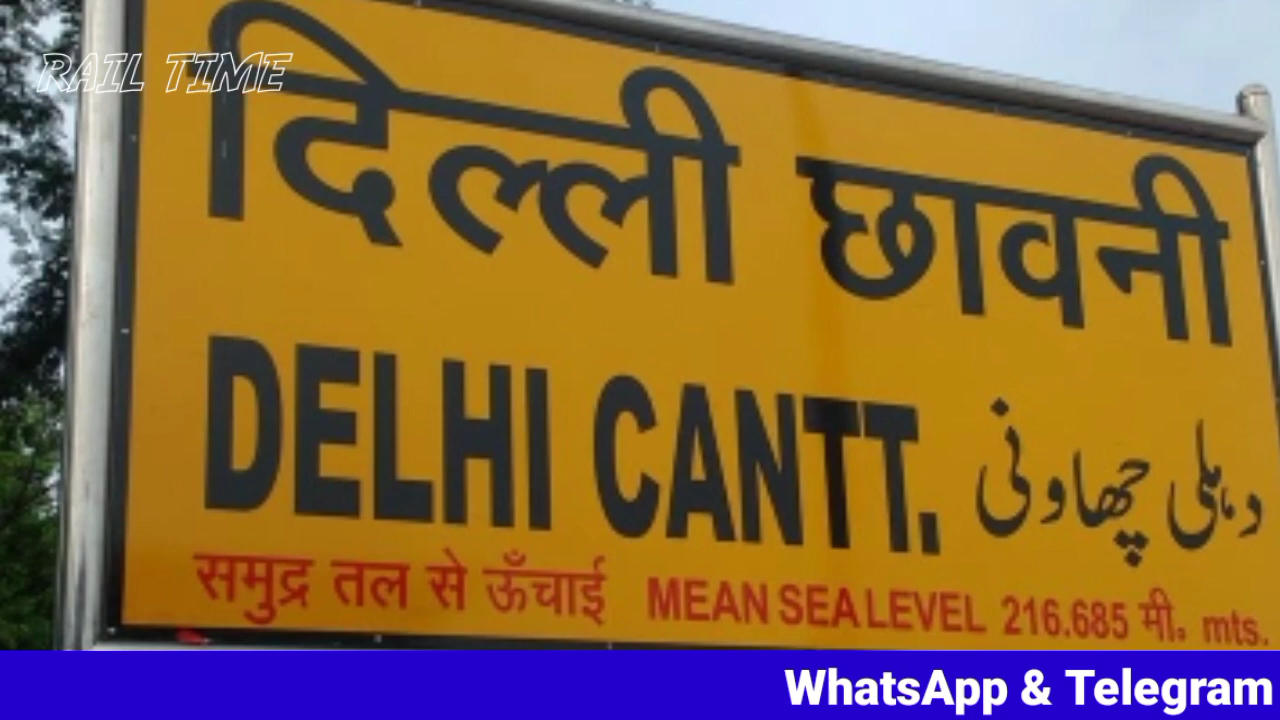 RAIL TIME
दिल्ली छावनी
DELHI CANTT. دہلی چھاونی
समुद्र तल से ऊँचाई MEAN SEA LEVEL 216.685 मी. mts.
WhatsApp & Telegram